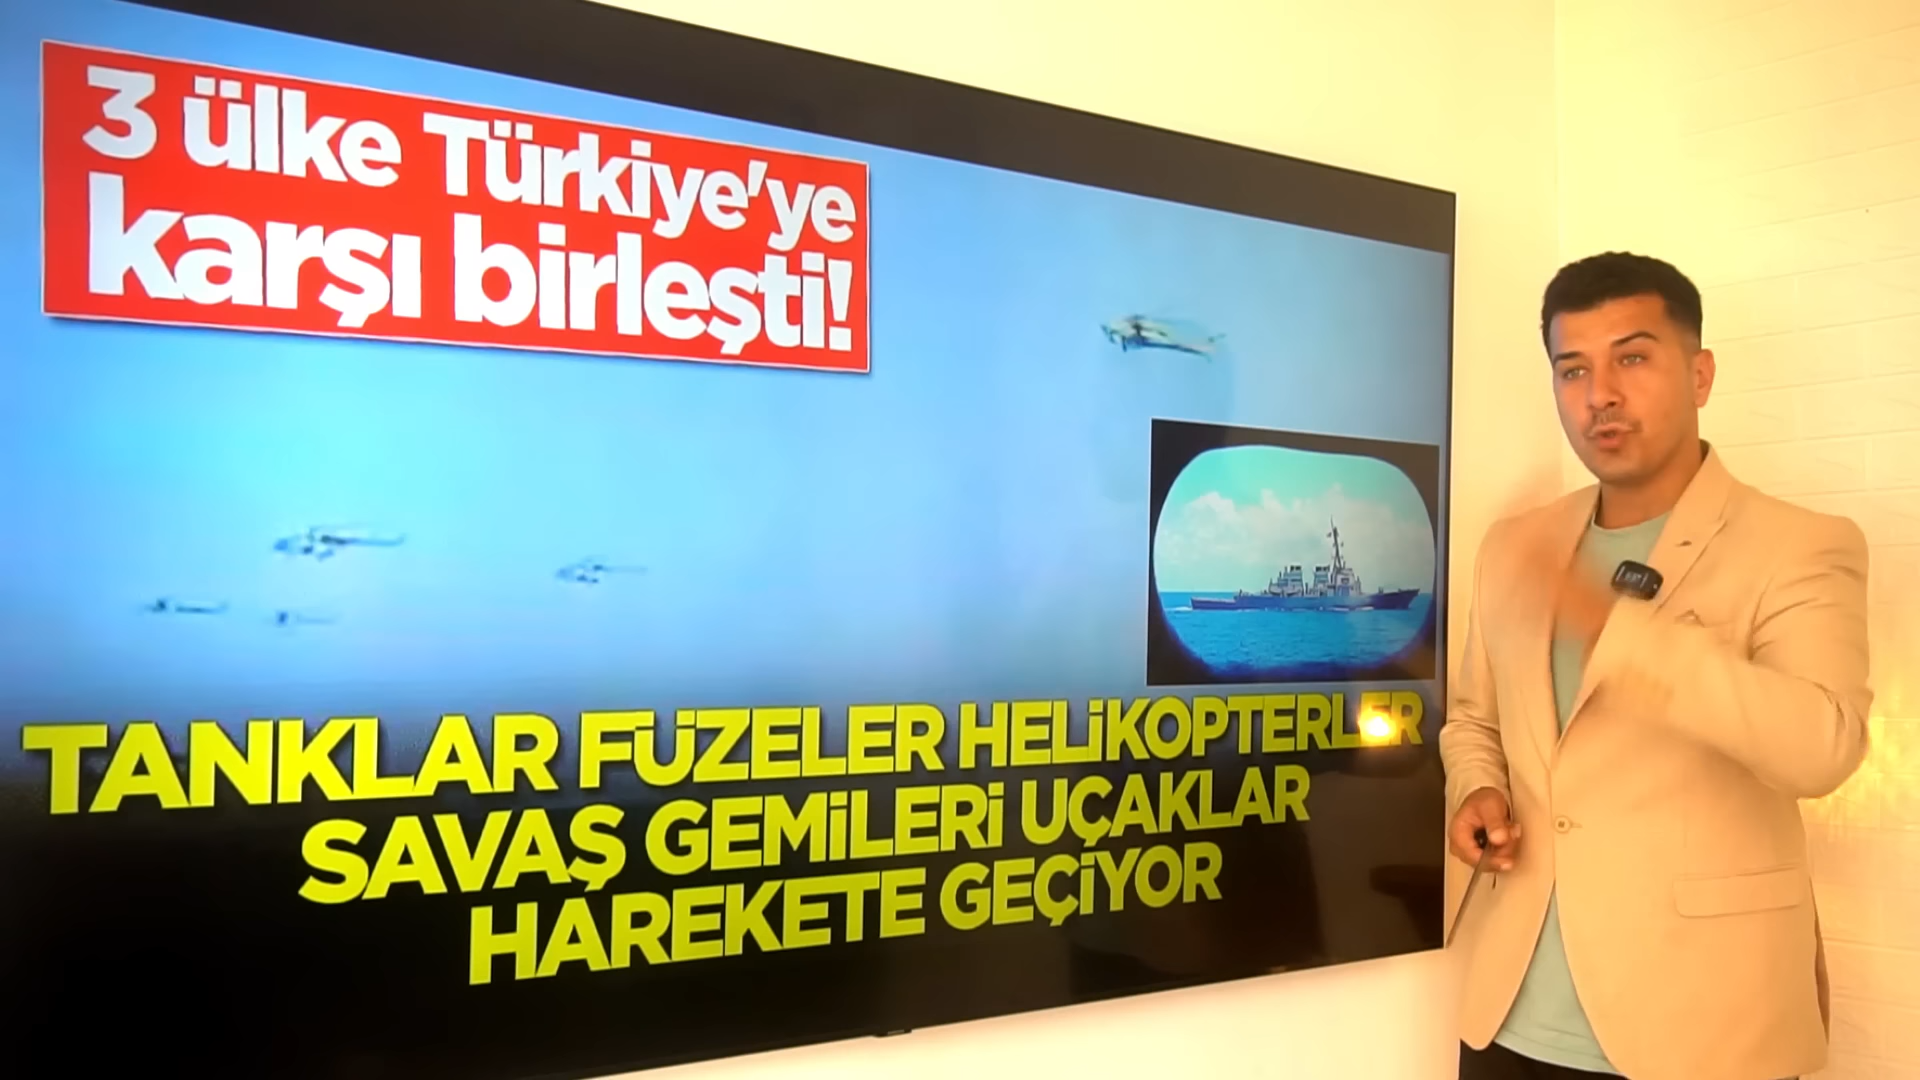 3 ülke Türkiye'ye
karşı birleşti!
TANKLAR FÜZELER HELİKOPTERLER
SAVAŞ GEMİLERİ UÇAKLAR
HAREKETE GEÇİYOR